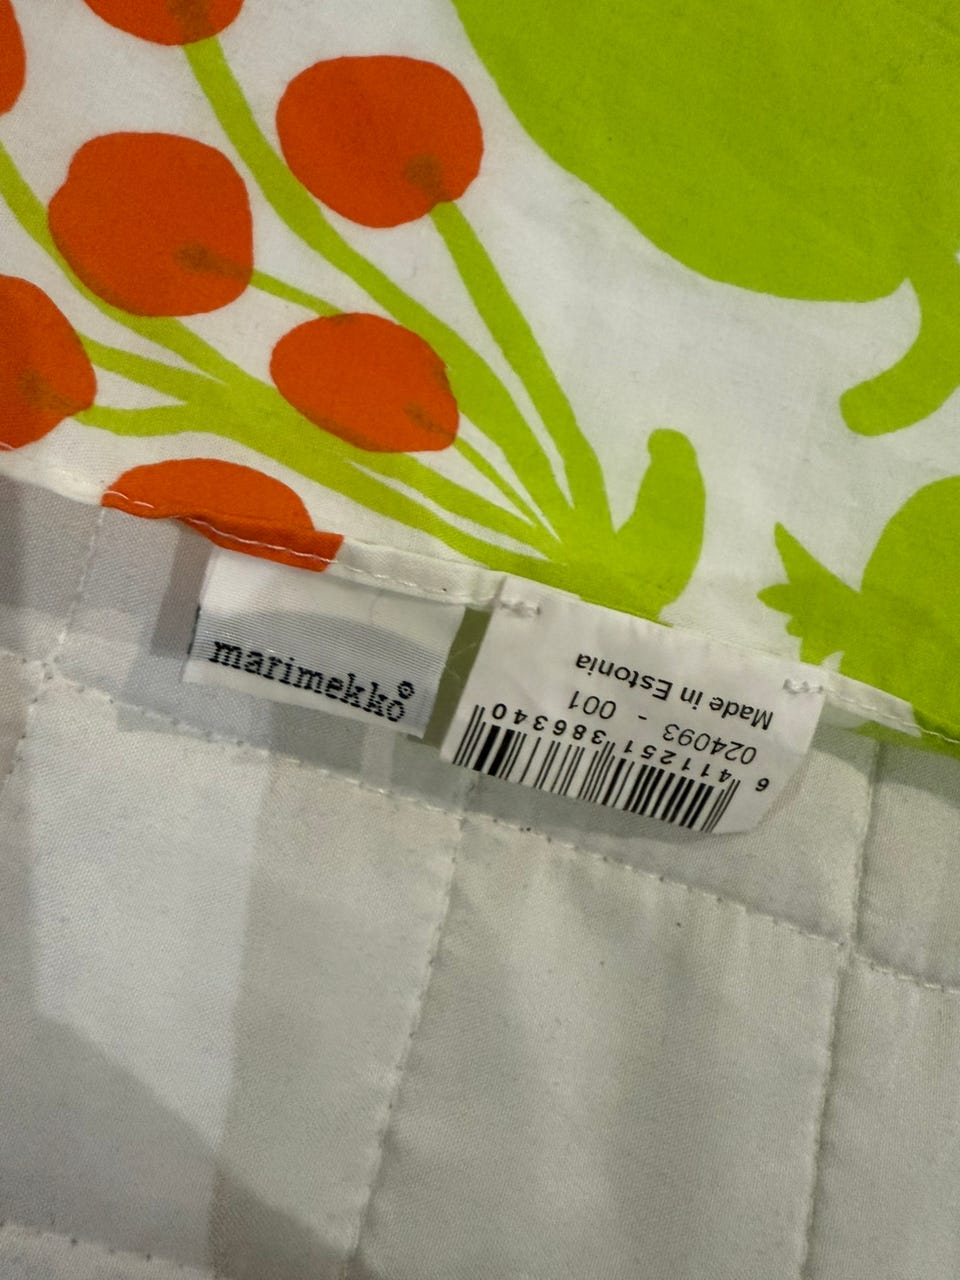 marimekko®
6 411251 386340
024093 - 001
Made in Estonia